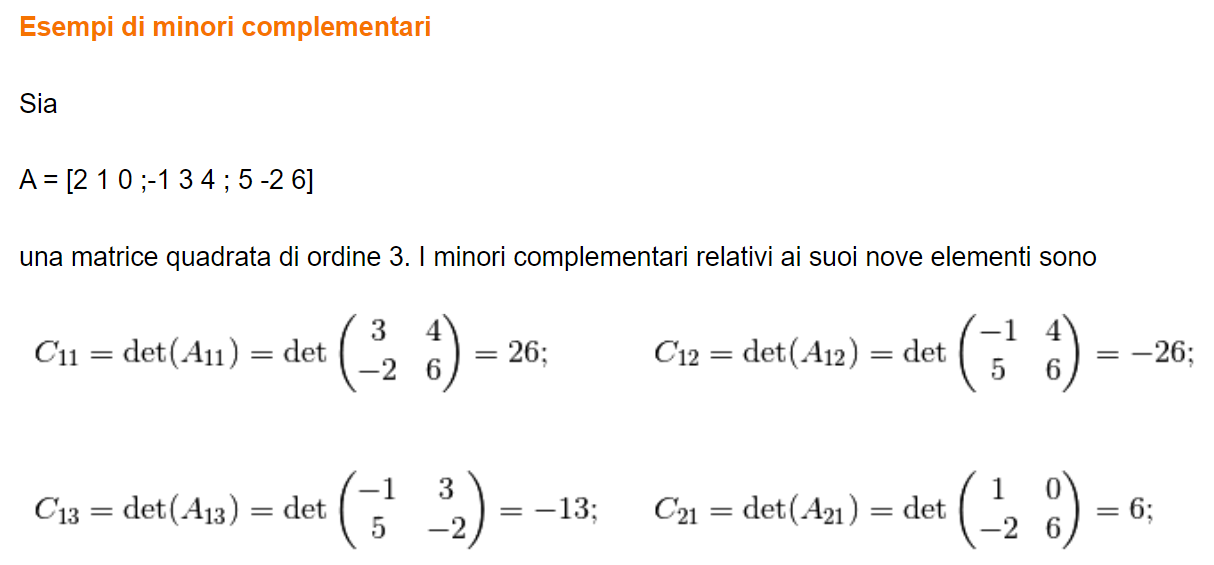 Esempi di minori complementari
Sia
A = [2 1 0 ;-1 3 4 ; 5 -2 6]
una matrice quadrata di ordine 3. I minori complementari relativi ai suoi nove elementi sono
C₁₁ = det(A₁₁) = det ( 3 4 ; −2 6 ) = 26; C₁₂ = det(A₁₂) = det ( −1 4 ; 5 6 ) = −26;
C₁₃ = det(A₁₃) = det ( −1 3 ; 5 −2 ) = −13; C₂₁ = det(A₂₁) = det ( 1 0 ; −2 6 ) = 6;